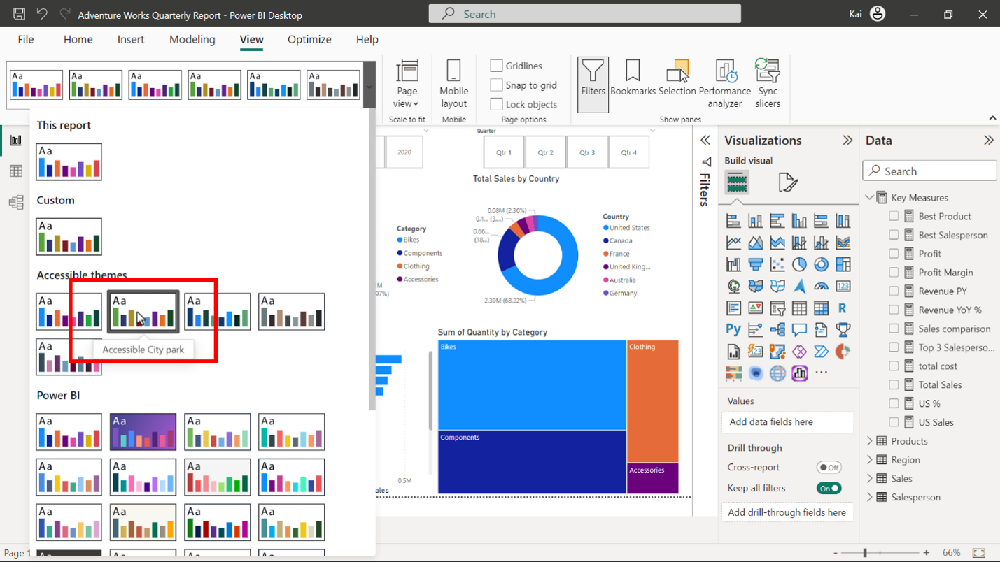 Adventure Works Quarterly Report - Power BI Desktop
Search
Kai
File Home Insert Modeling View Optimize Help
Aa Aa Aa Aa Aa Aa
Page view
Scale to fit
Mobile layout
Mobile
Gridlines
Snap to grid
Lock objects
Page options
Filters
Bookmarks
Selection
Performance analyzer
Sync slicers
Show panes
This report
Aa
Custom
Aa
Accessible themes
Aa Aa Aa Aa
Aa
Accessible City park
Power BI
Aa Aa Aa Aa
Aa Aa Aa Aa
Aa Aa Aa Aa
2020
Quarter
Qtr 1 Qtr 2 Qtr 3 Qtr 4
Total Sales by Country
0.08M (2.36%)
0.1... (3....)
0.66...
(18...)
2.39M (68.22%)
Category
Bikes
Components
Clothing
Accessories
Country
United States
Canada
France
United King...
Australia
Germany
97%)
0.5M
ales
Sum of Quantity by Category
Bikes
Clothing
Components
Accessories
Filters
Visualizations
Build visual
123
R
Py
123
...
Values
Add data fields here
Drill through
Cross-report
Off
Keep all filters
On
Add drill-through fields here
Data
Search
Key Measures
Best Product
Best Salesperson
Profit
Profit Margin
Revenue PY
Revenue YoY %
Sales comparison
Top 3 Salesperso...
total cost
Total Sales
US %
US Sales
Products
Region
Sales
Salesperson
Page 1
- + 66%